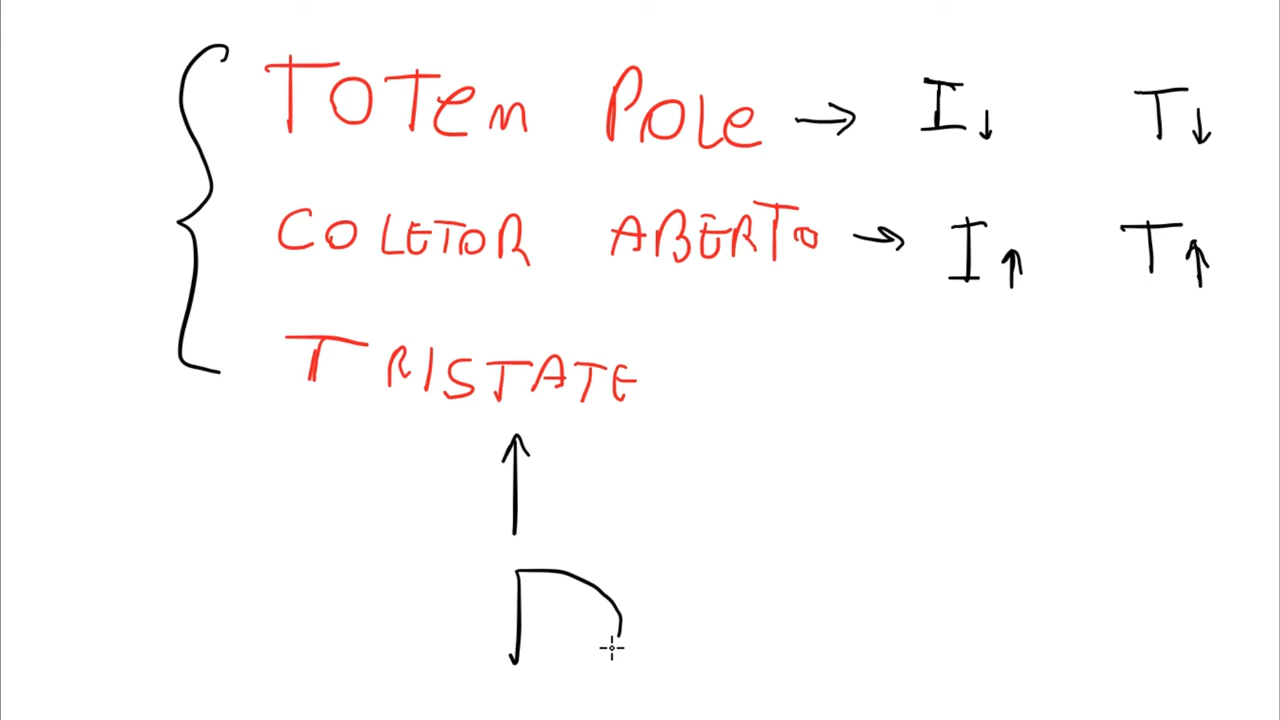 TOTEM POLE → I↓ T↓
COLETOR ABERTO → I↑ T↑
TRISTATE